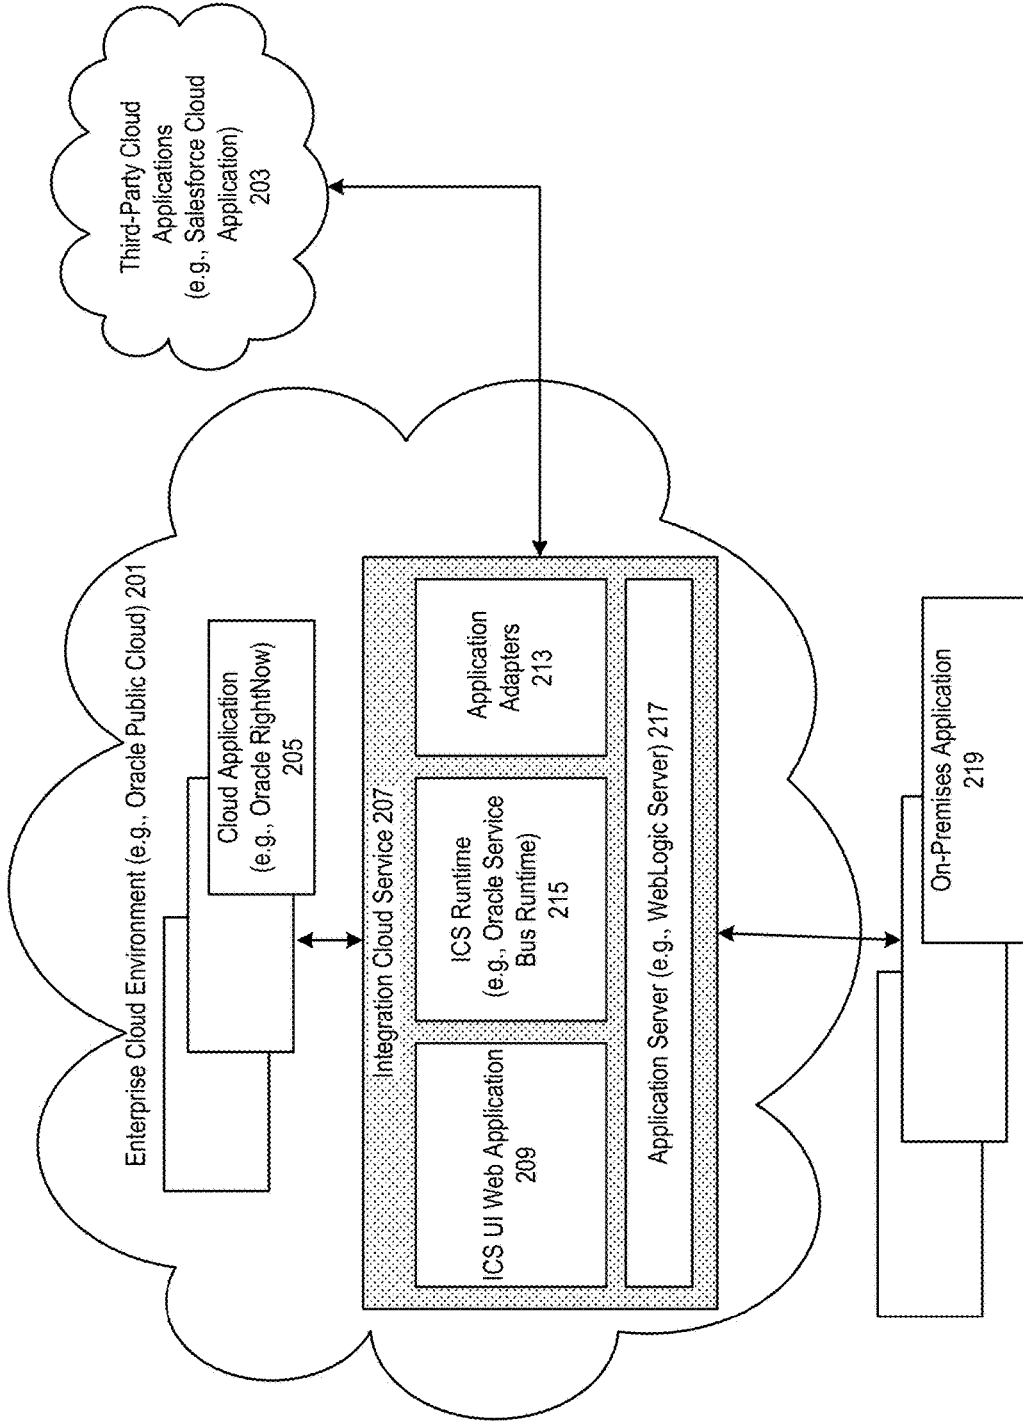 Third-Party Cloud
Applications
(e.g., Salesforce Cloud
Application)
203
Enterprise Cloud Environment (e.g., Oracle Public Cloud) 201
Cloud Application
(e.g., Oracle RightNow)
205
Integration Cloud Service 207
ICS UI Web Application
209
ICS Runtime
(e.g., Oracle Service
Bus Runtime)
215
Application
Adapters
213
Application Server (e.g., WebLogic Server) 217
On-Premises Application
219